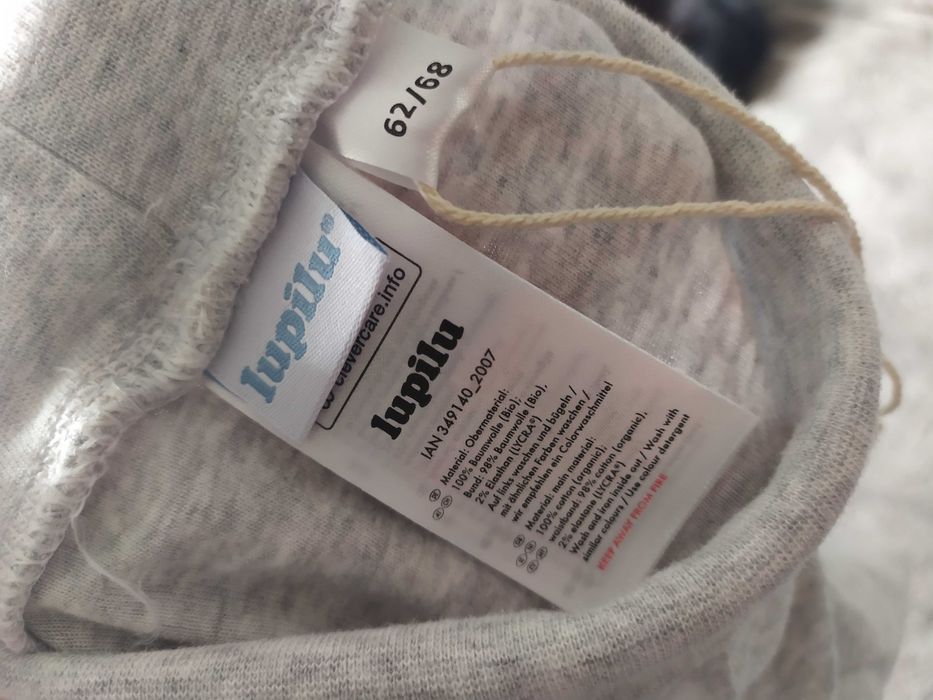 62/68
lupilu®
clevercare.info
lupilu
IAN 349140_2007
Material: Obermaterial:
100% Baumwolle (Bio);
Bund: 98% Baumwolle (Bio),
2% Elasthan (LYCRA®)
Auf links waschen und bügeln /
mit ähnlichen Farben waschen /
wir empfehlen ein Colorwaschmittel
Material: main material:
100% cotton (organic);
waistband: 98% cotton (organic),
2% elastane (LYCRA®)
Wash and iron inside out / Wash with
similar colours / Use colour detergent
KEEP AWAY FROM FIRE